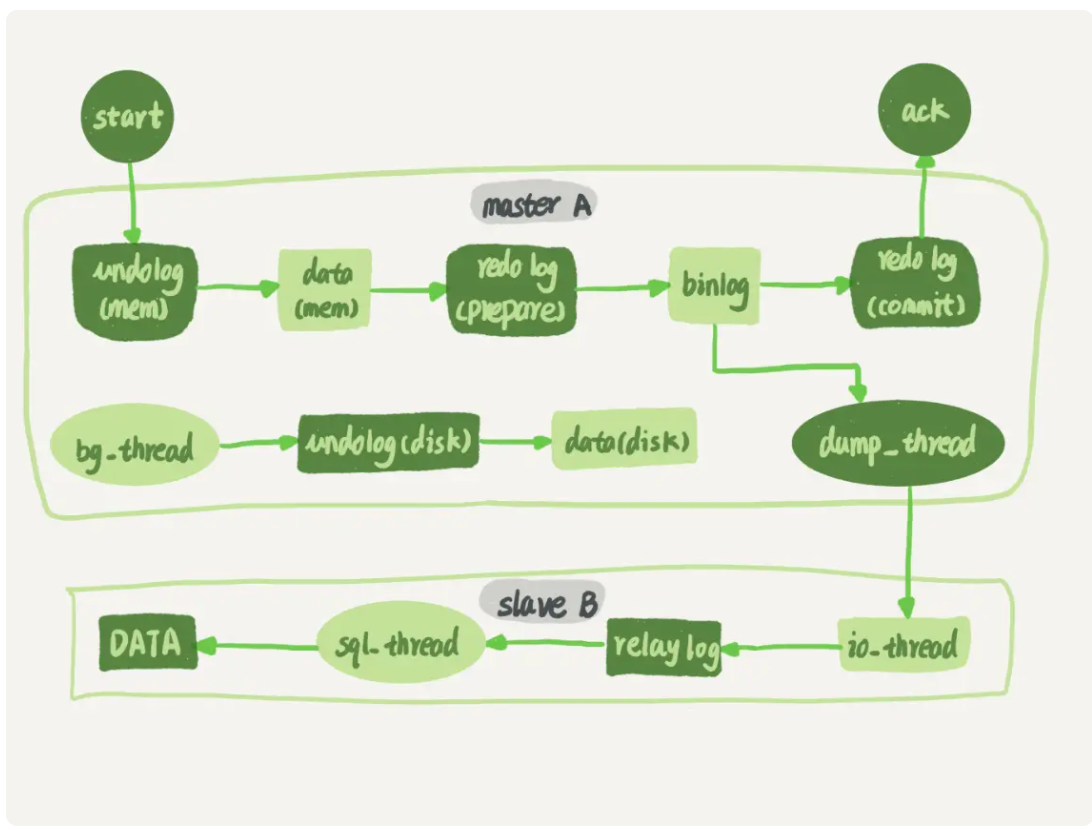 start
ack
master A
undolog
(mem)
data
(mem)
redo log
(prepare)
binlog
redo log
(commit)
bg_thread
undolog(disk)
data(disk)
dump_thread
slave B
DATA
sql_thread
relay log
io_thread